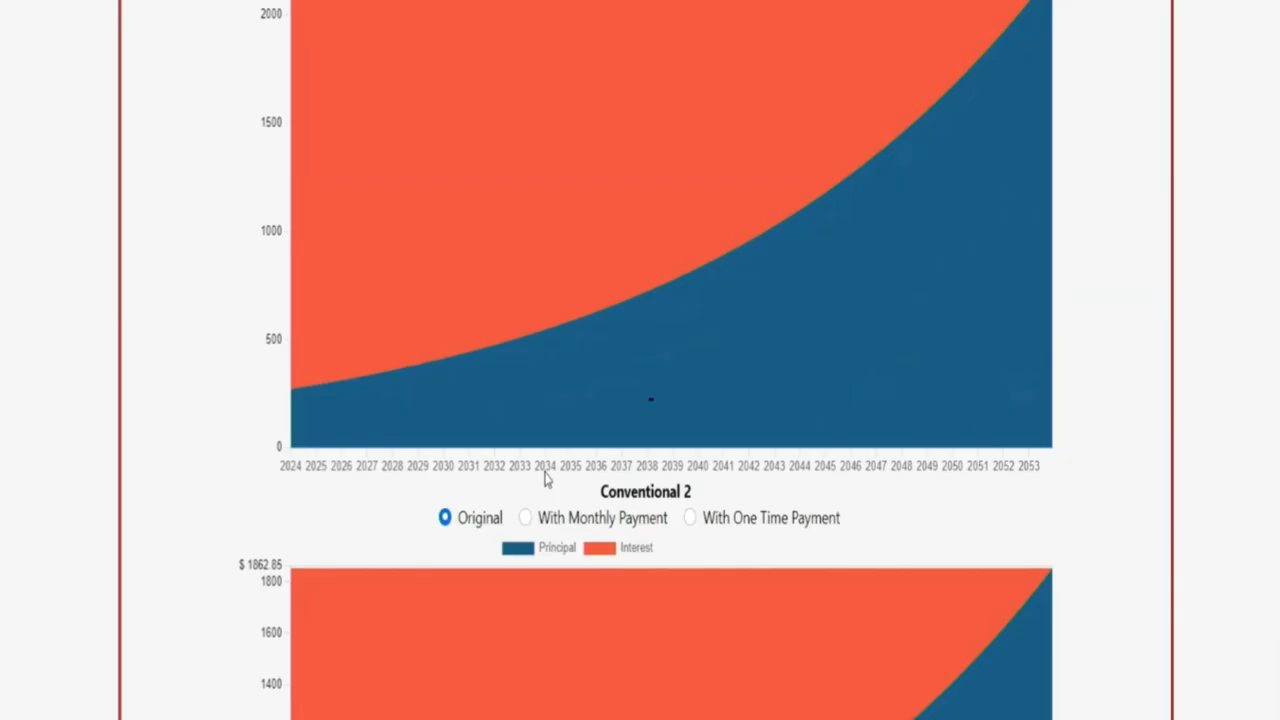 2000
1500
1000
500
0
2024 2025 2026 2027 2028 2029 2030 2031 2032 2033 2034 2035 2036 2037 2038 2039 2040 2041 2042 2043 2044 2045 2046 2047 2048 2049 2050 2051 2052 2053
Conventional 2
Original With Monthly Payment With One Time Payment
Principal Interest
$ 1862.85
1800
1600
1400